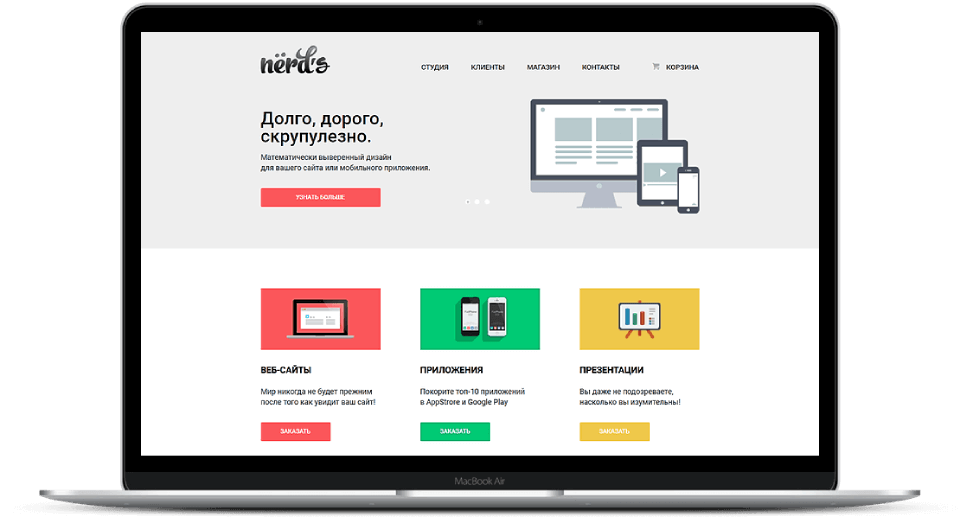 nërd's
СТУДИЯ КЛИЕНТЫ МАГАЗИН КОНТАКТЫ КОРЗИНА
Долго, дорого,
скрупулезно.
Математически выверенный дизайн
для вашего сайта или мобильного приложения.
УЗНАТЬ БОЛЬШЕ
ВЕБ-САЙТЫ ПРИЛОЖЕНИЯ ПРЕЗЕНТАЦИИ
Мир никогда не будет прежним Покорите топ-10 приложений Вы даже не подозреваете,
после того как увидит ваш сайт! в AppStrore и Google Play насколько вы изумительны!
ЗАКАЗАТЬ ЗАКАЗАТЬ ЗАКАЗАТЬ
MacBook Air